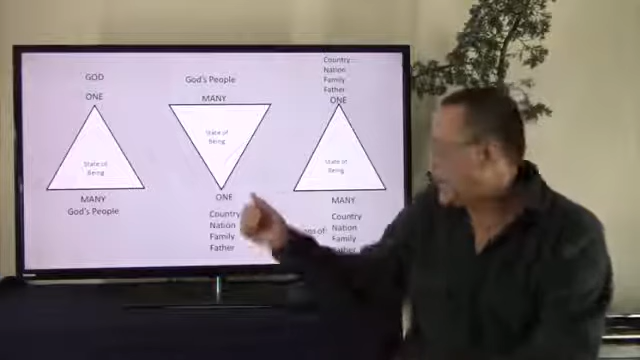 GOD
ONE
State of
Being
MANY
God's People
God's People
MANY
State of
Being
ONE
Country
Nation
Family
Father
Country
Nation
Family
Father
ONE
State of
Being
MANY
Country
Nation
Family
Father